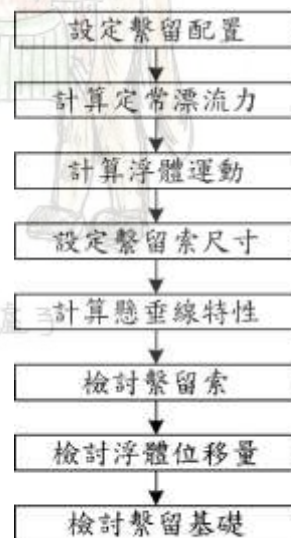 設定繫留配置
計算定常漂流力
計算浮體運動
設定繫留索尺寸
計算懸垂線特性
檢討繫留索
檢討浮體位移量
檢討繫留基礎